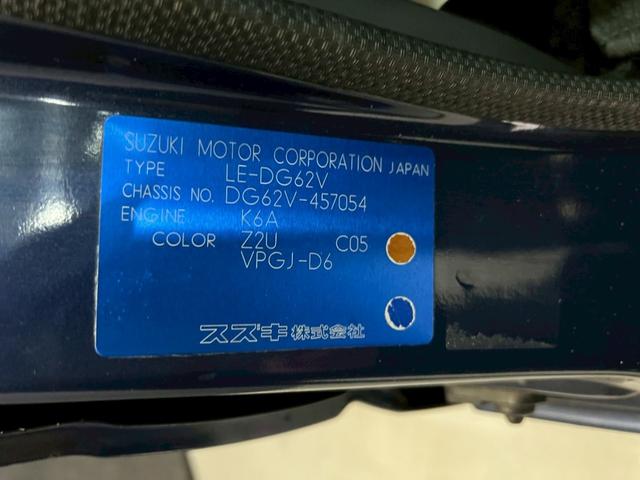 SUZUKI MOTOR CORPORATION JAPAN
TYPE LE-DG62V
CHASSIS NO. DG62V-457054
ENGINE K6A
COLOR Z2U C05
VPGJ-D6
スズキ株式会社